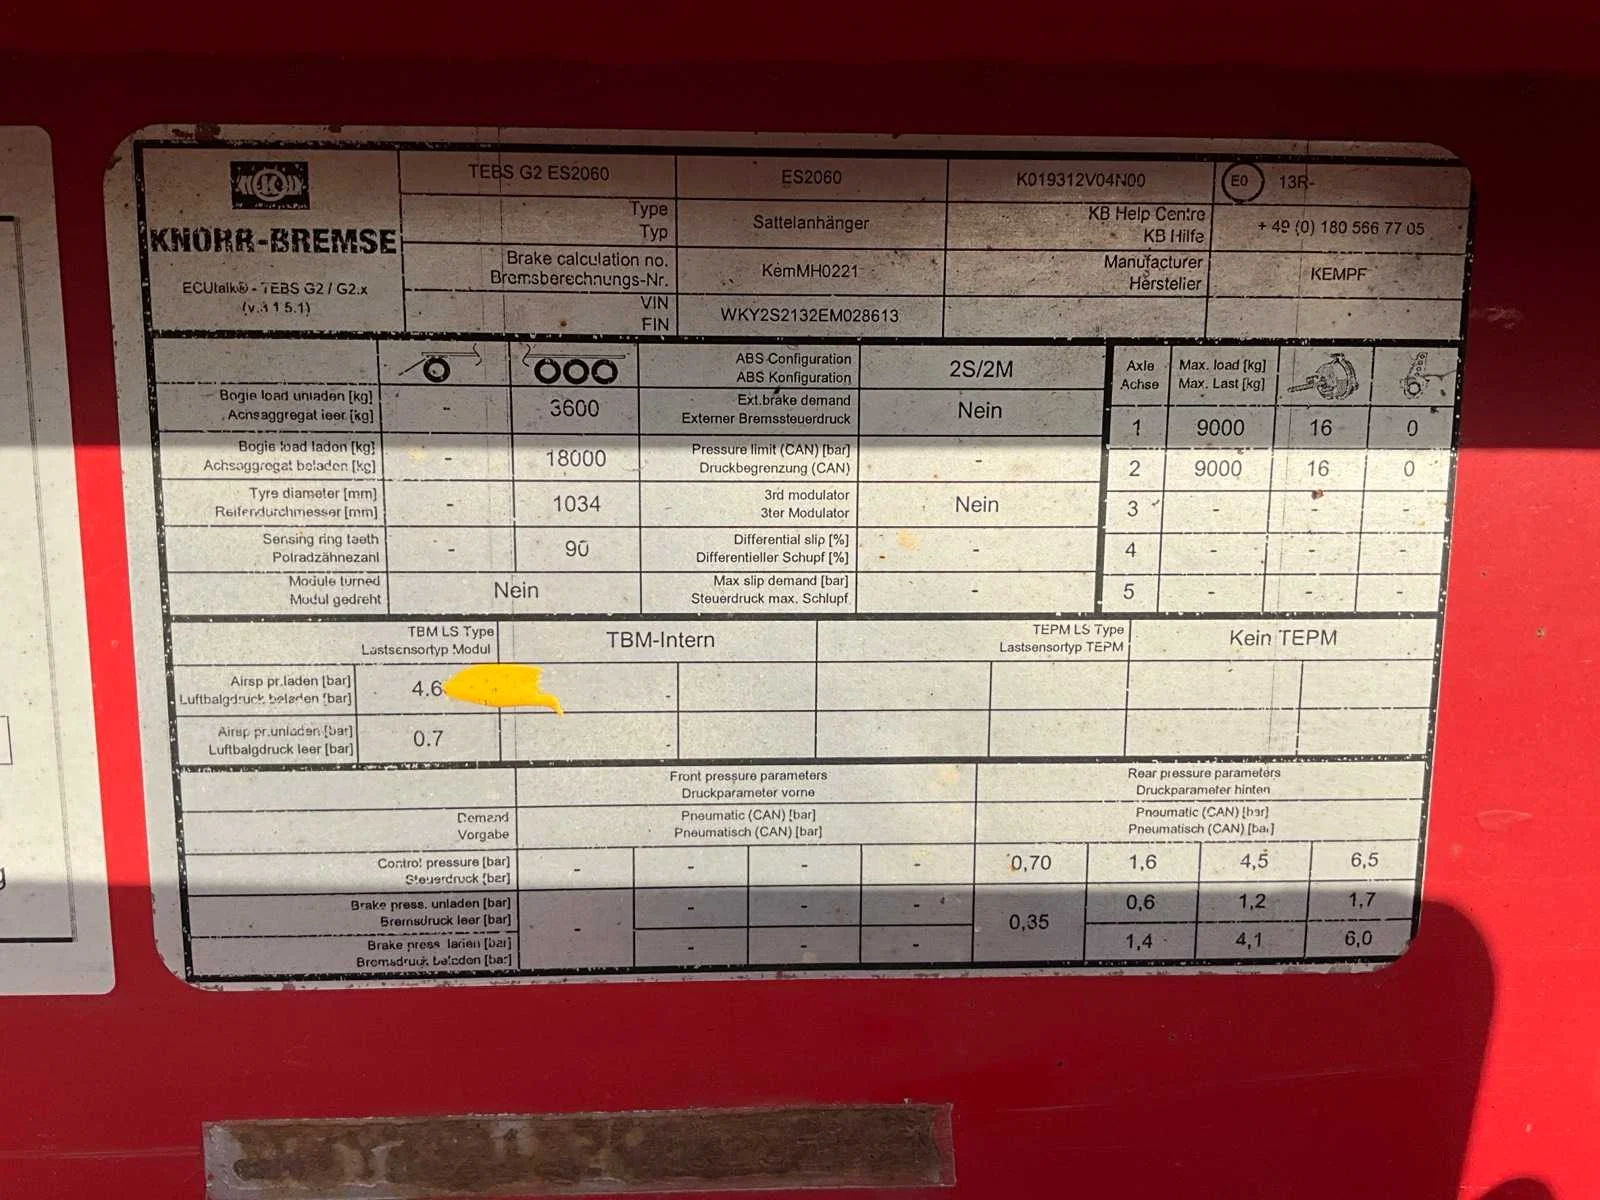 KNORR-BREMSE
ECUtalk® - TEBS G2 / G2.x
(v.3.1.5.1)
TEBS G2 ES2060 ES2060 K019312V04N00 E0 13R-
Type
Typ
Sattelanhänger
KB Help Centre
KB Hilfe
+ 49 (0) 180 566 77 05
Brake calculation no.
Bremsberechnungs-Nr.
KemMH0221
Manufacturer
Hersteller
KEMPF
VIN
FIN
WKY2S2132EM028613
Bogie load unladen [kg]
Achsaggregat leer [kg]
- 3600
Bogie load laden [kg]
Achsaggregat beladen [kg]
- 18000
Tyre diameter [mm]
Reifendurchmesser [mm]
- 1034
Sensing ring teeth
Polradzähnezahl
- 90
Module turned
Modul gedreht
Nein
ABS Configuration
ABS Konfiguration
2S/2M
Ext.brake demand
Externer Bremssteuerdruck
Nein
Pressure limit (CAN) [bar]
Druckbegrenzung (CAN)
-
3rd modulator
3ter Modulator
Nein
Differential slip [%]
Differentieller Schupf [%]
-
Max slip demand [bar]
Steuerdruck max. Schlupf
-
Axle
Achse
Max. load [kg]
Max. Last [kg]
1 9000 16 0
2 9000 16 0
3 - - -
4 - - -
5 - - -
TBM LS Type
Lastsensortyp Modul
TBM-Intern
TEPM LS Type
Lastsensortyp TEPM
Kein TEPM
Airsp pr.laden [bar]
Luftbalgdruck beladen [bar]
4.6
Airsp pr.unladen [bar]
Luftbalgdruck leer [bar]
0.7
Front pressure parameters
Druckparameter vorne
Rear pressure parameters
Druckparameter hinten
Demand
Vorgabe
Pneumatic (CAN) [bar]
Pneumatisch (CAN) [bar]
Pneumatic (CAN) [bar]
Pneumatisch (CAN) [bar]
Control pressure [bar]
Steuerdruck [bar]
- - - - 0,70 1,6 4,5 6,5
Brake press. unladen [bar]
Bremsdruck leer [bar]
- - - - 0,35 0,6 1,2 1,7
Brake press. laden [bar]
Bremsdruck beladen [bar]
- - - 1,4 4,1 6,0